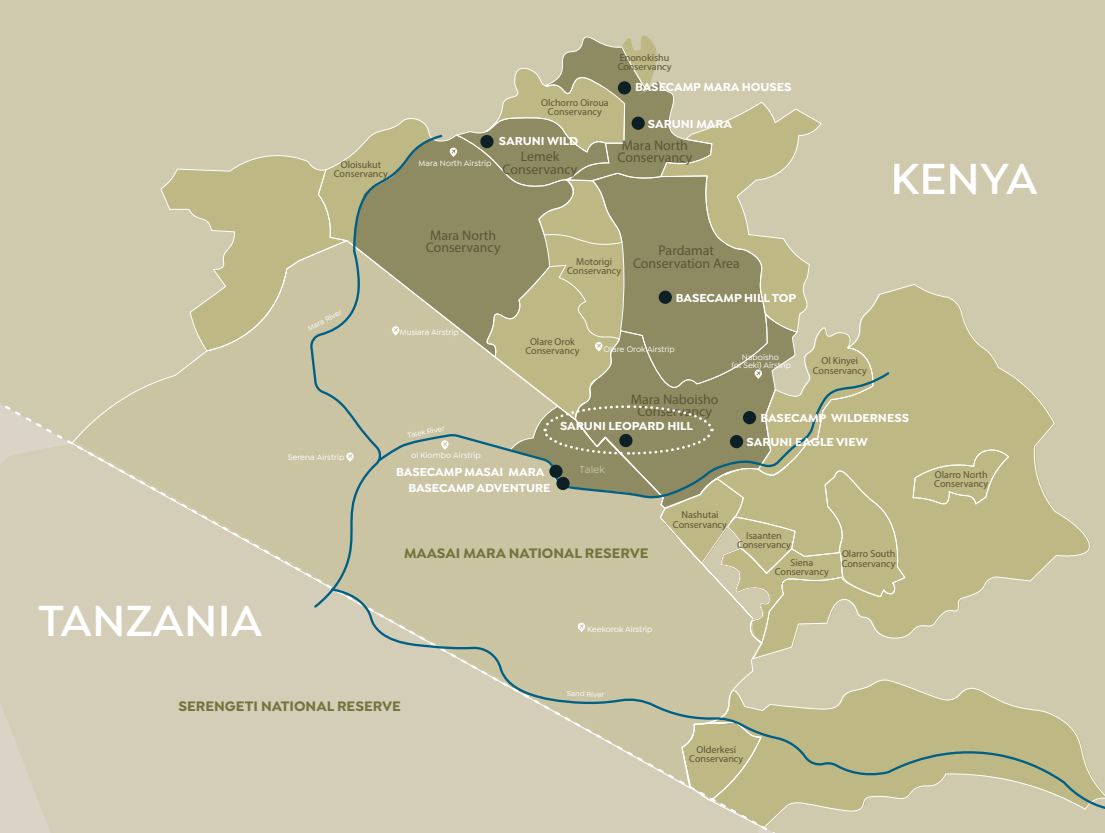 Enonokishu
Conservancy
BASECAMP MARA HOUSES
Olchorro Oiroua
Conservancy
SARUNI MARA
SARUNI WILD
Mara North
Conservancy
Lemek
Conservancy
Mara North Airstrip
Oloisukut
Conservancy
KENYA
Mara North
Conservancy
Pardamat
Conservation Area
Motorogi
Conservancy
BASECAMP HILL TOP
Mara River
Musiara Airstrip
Olare Orok
Conservancy
Olare Orok Airstrip
Naboisho
(ol Seki) Airstrip
Ol Kinyei
Conservancy
Mara Naboisho
Conservancy
BASECAMP WILDERNESS
SARUNI LEOPARD HILL
SARUNI EAGLE VIEW
Talek River
ol Kiombo Airstrip
Serena Airstrip
BASECAMP MASAI MARA
Talek
BASECAMP ADVENTURE
Olarro North
Conservancy
Nashutai
Conservancy
Isaanten
Conservancy
Olarro South
Conservancy
Siena
Conservancy
MAASAI MARA NATIONAL RESERVE
TANZANIA
Keekorok Airstrip
Sand River
SERENGETI NATIONAL RESERVE
Olderkesi
Conservancy